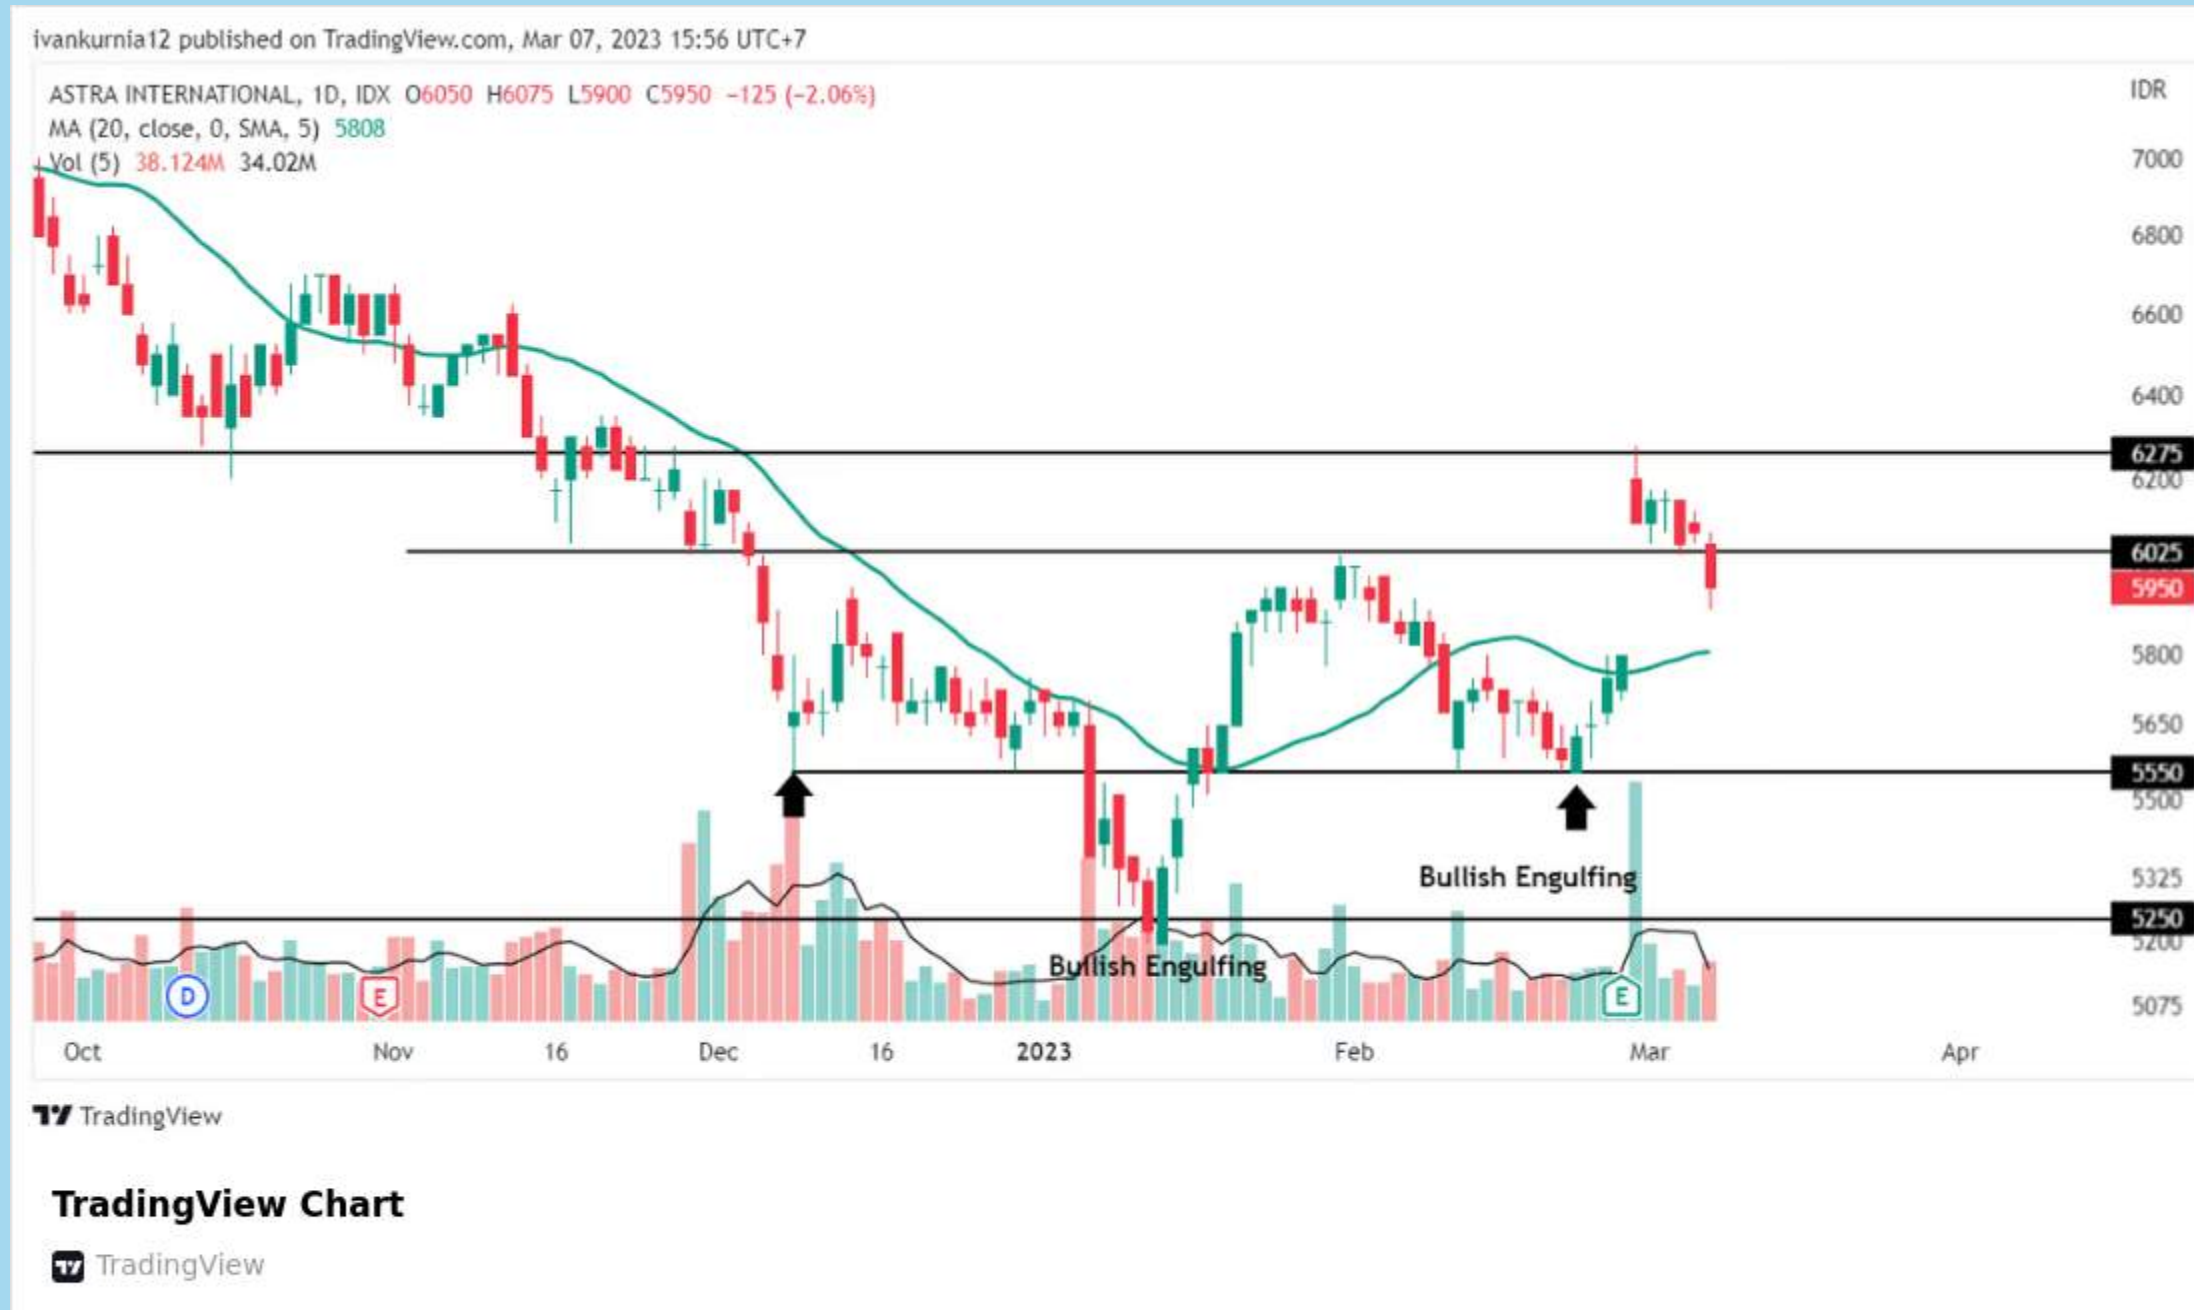 ivankurnia12 published on TradingView.com, Mar 07, 2023 15:56 UTC+7
ASTRA INTERNATIONAL, 1D, IDX O6050 H6075 L5900 C5950 −125 (−2.06%)
MA (20, close, 0, SMA, 5) 5808
Vol (5) 38.124M 34.02M
IDR
7000
6800
6600
6400
6275
6200
6025
5950
5800
5650
5550
5500
5325
5250
5200
5075
Bullish Engulfing
Bullish Engulfing
D
E
E
Oct Nov 16 Dec 16 2023 Feb Mar Apr
TradingView
TradingView Chart
TradingView